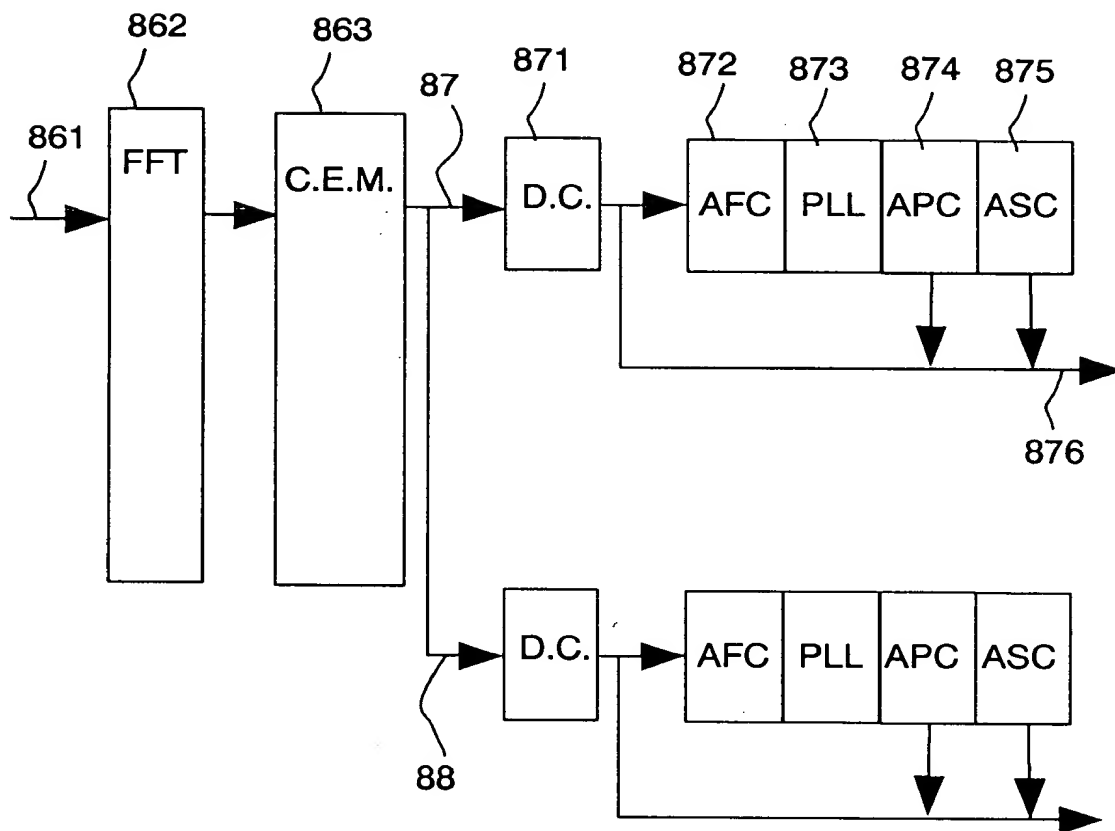 862
863
87
871
872
873
874
875
861
FFT
C.E.M.
D.C.
AFC
PLL
APC
ASC
876
D.C.
AFC
PLL
APC
ASC
88